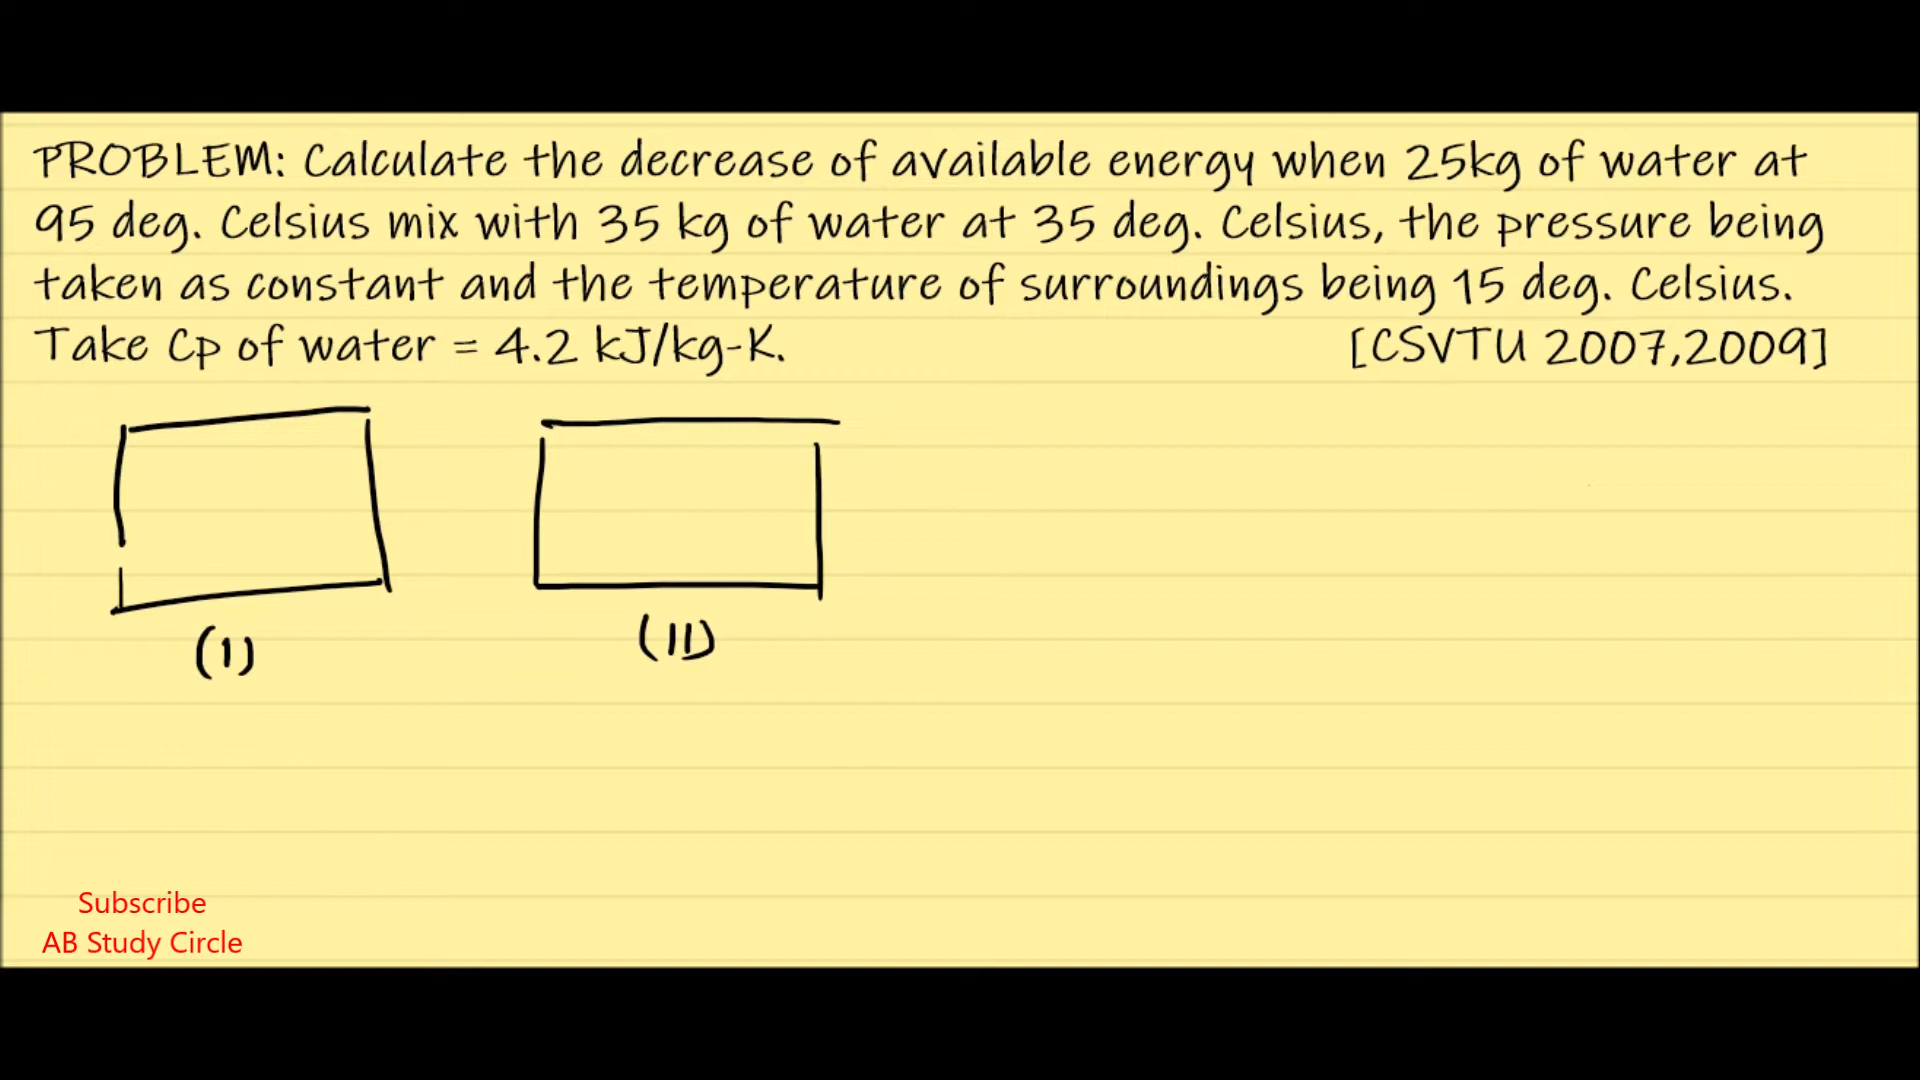 PROBLEM: Calculate the decrease of available energy when 25kg of water at
95 deg. Celsius mix with 35 kg of water at 35 deg. Celsius, the pressure being
taken as constant and the temperature of surroundings being 15 deg. Celsius.
Take Cp of water = 4.2 kJ/kg-K. [CSVTU 2007,2009]
(I) (II)
Subscribe
AB Study Circle